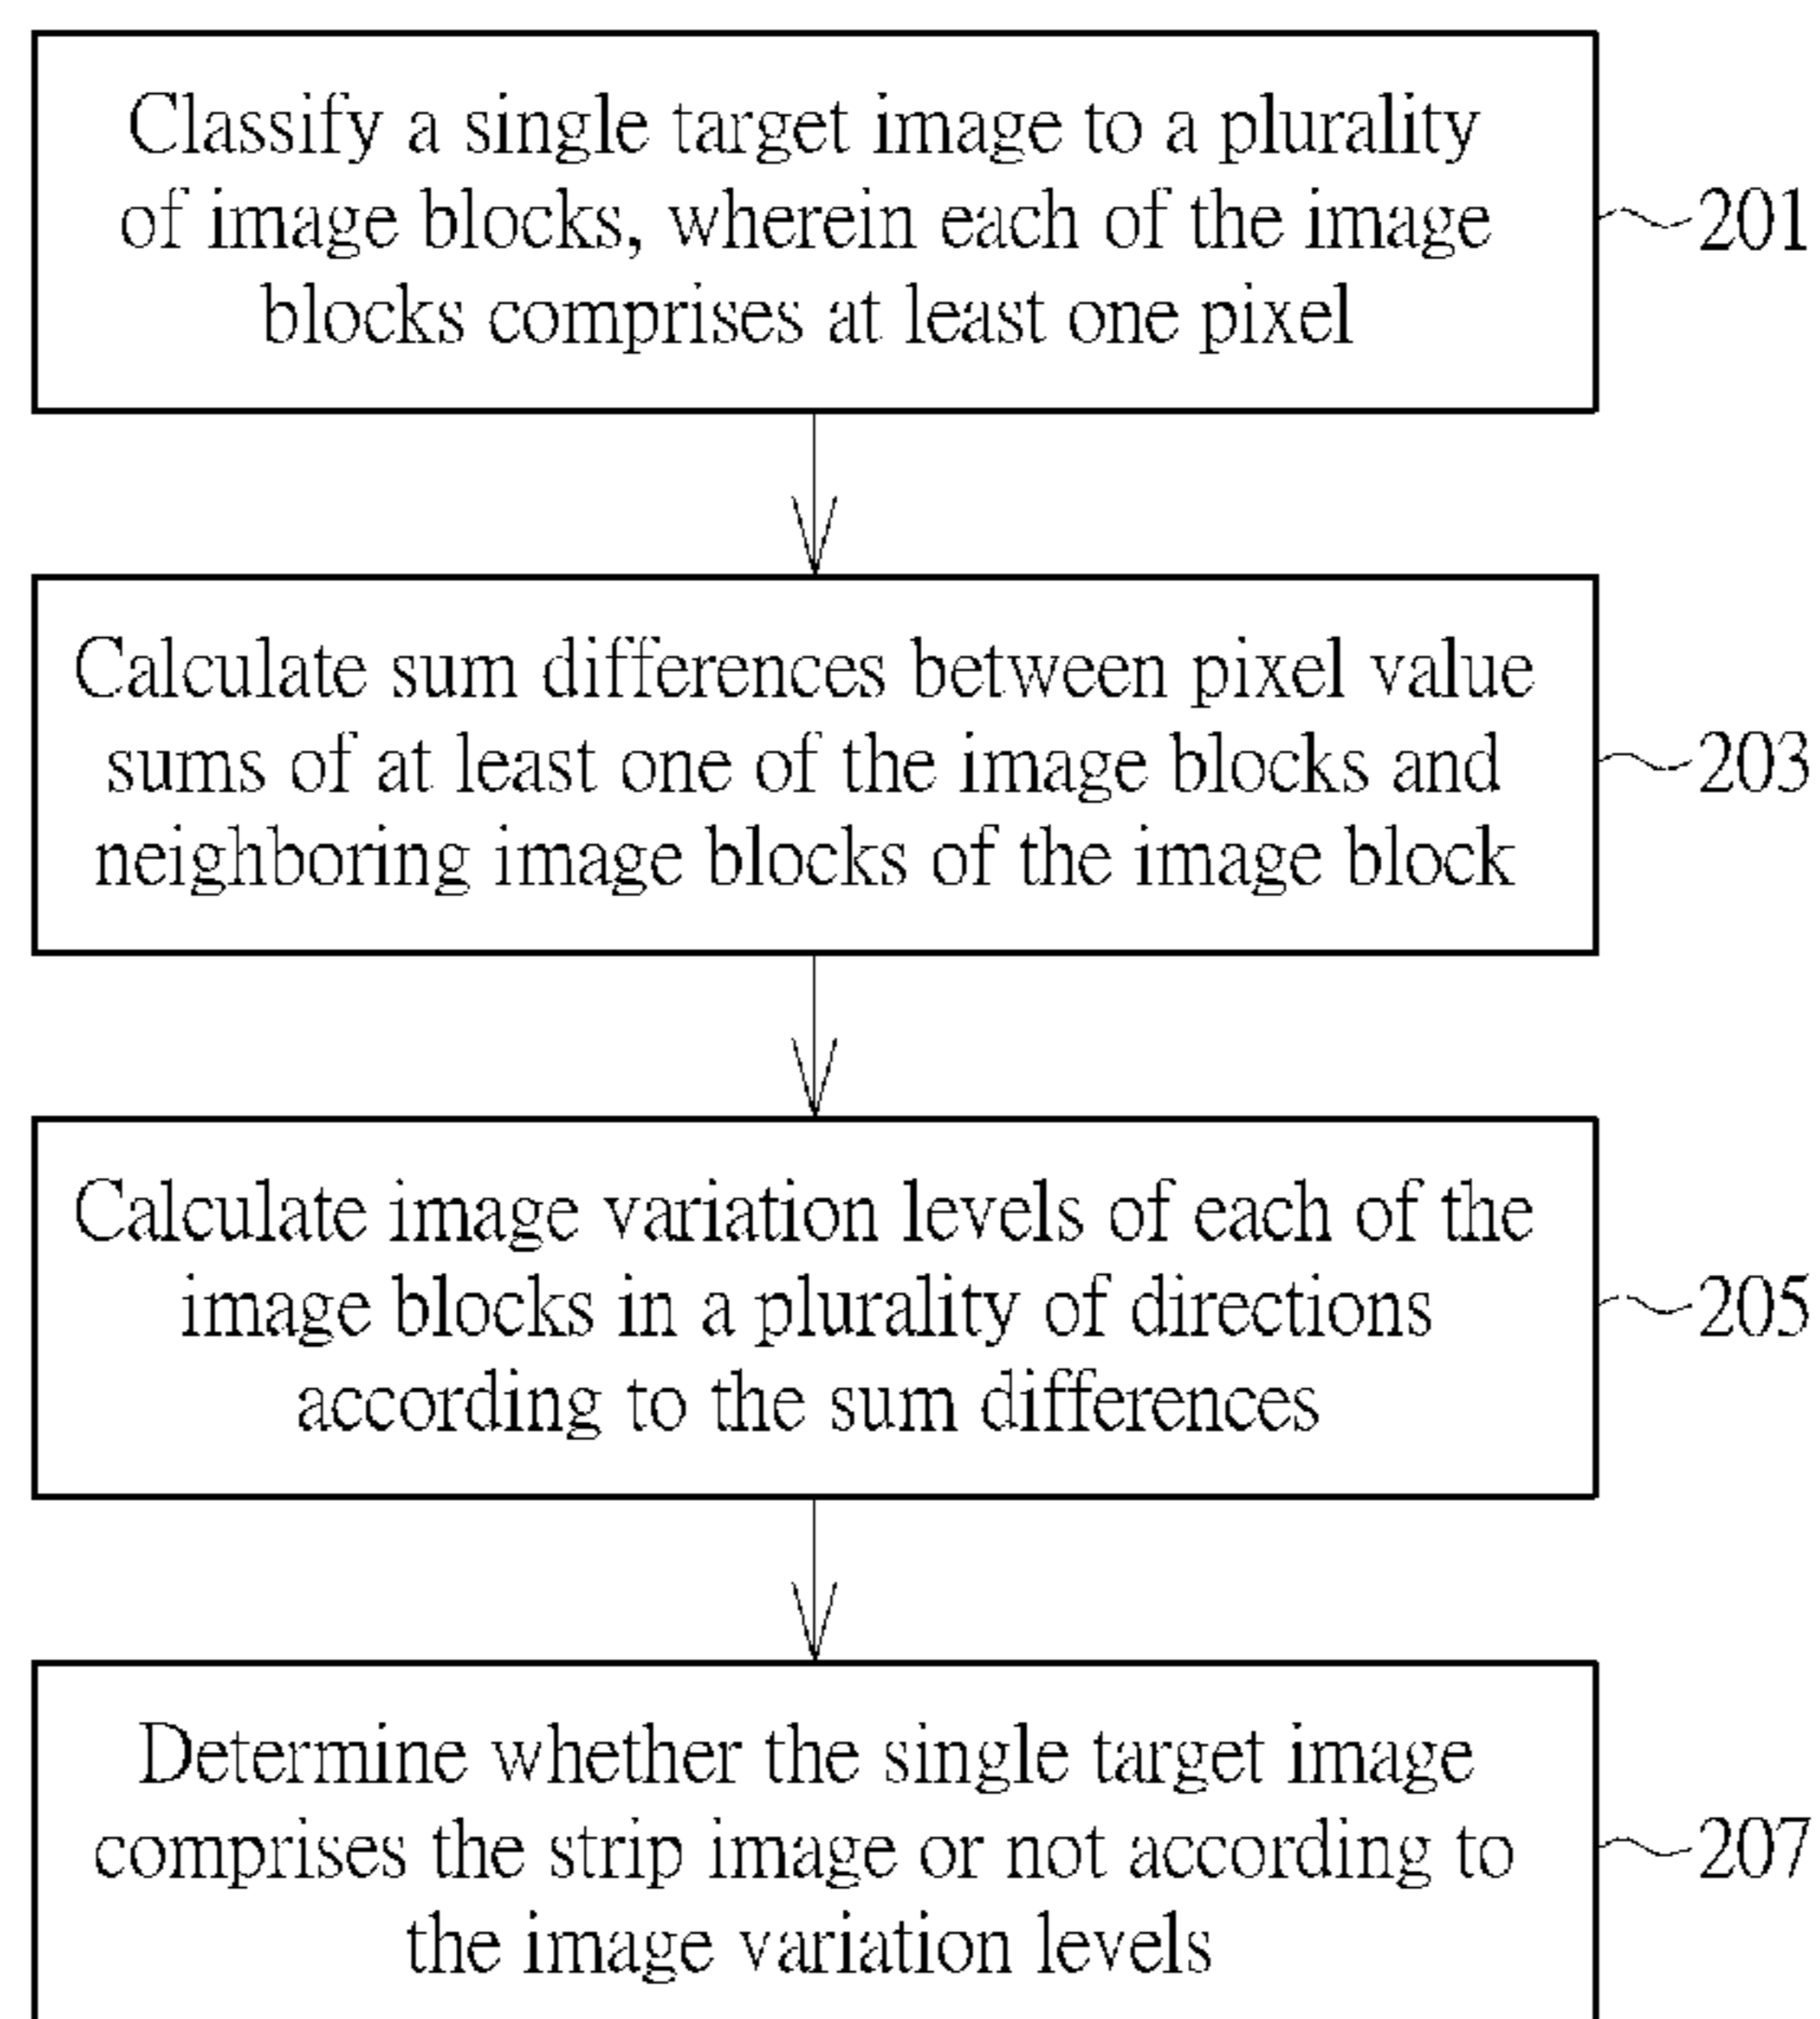 Classify a single target image to a plurality
of image blocks, wherein each of the image
blocks comprises at least one pixel
201
Calculate sum differences between pixel value
sums of at least one of the image blocks and
neighboring image blocks of the image block
203
Calculate image variation levels of each of the
image blocks in a plurality of directions
according to the sum differences
205
Determine whether the single target image
comprises the strip image or not according to
the image variation levels
207